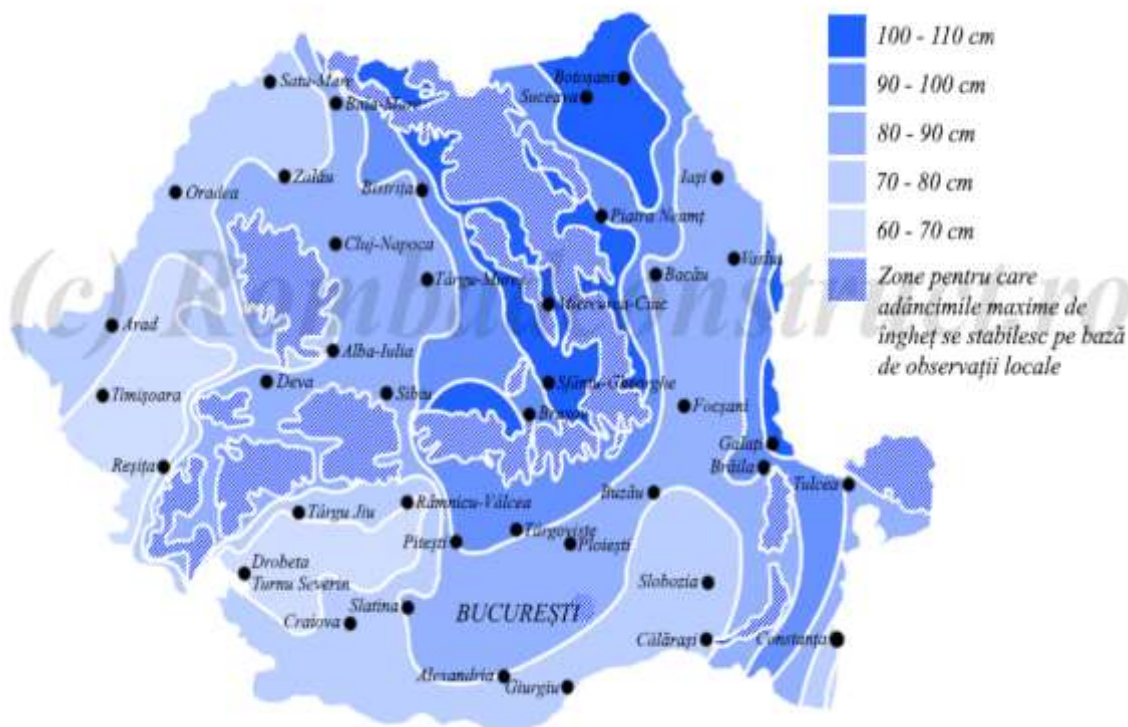 100 - 110 cm
90 - 100 cm
80 - 90 cm
70 - 80 cm
60 - 70 cm
Zone pentru care
adâncimile maxime de
îngheț se stabilesc pe bază
de observații locale
Satu-Mare
Baia-Mare
Botoșani
Suceava
Zalău
Oradea
Bistrița
Iași
Piatra Neamț
Cluj-Napoca
Vaslui
Târgu-Mureș
Bacău
Miercurea-Ciuc
Arad
Alba-Iulia
Deva
Sibiu
Sfântu-Gheorghe
Timișoara
Brașov
Focșani
Galați
Reșița
Brăila
Tulcea
Râmnicu-Vâlcea
Buzău
Târgu Jiu
Târgoviște
Pitești
Ploiești
Drobeta
Turnu Severin
Slobozia
Slatina
BUCUREȘTI
Craiova
Călărași
Constanța
Alexandria
Giurgiu